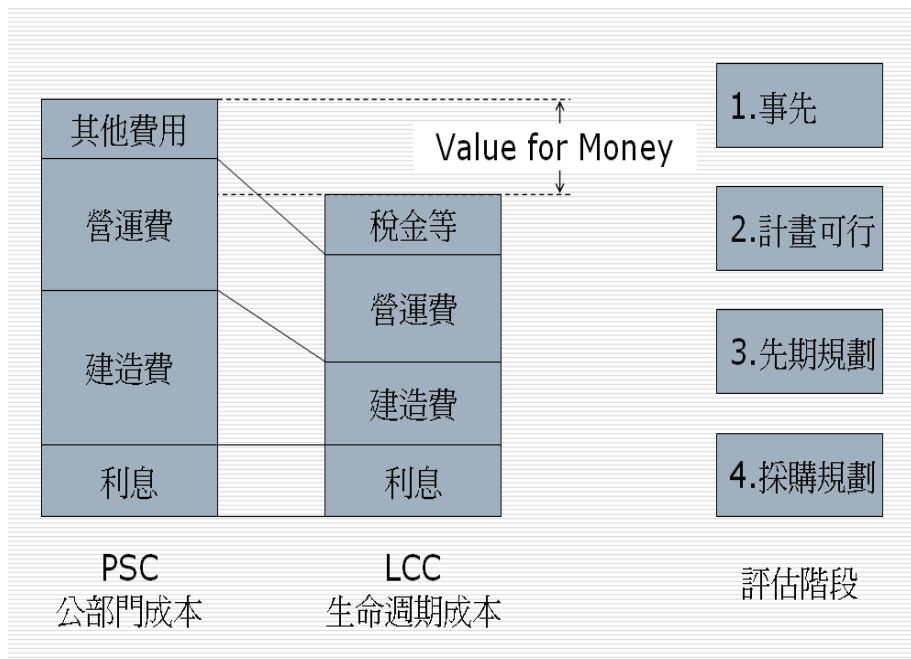 其他費用
營運費
建造費
利息
PSC
公部門成本
Value for Money
稅金等
營運費
建造費
利息
LCC
生命週期成本
1.事先
2.計畫可行
3.先期規劃
4.採購規劃
評估階段